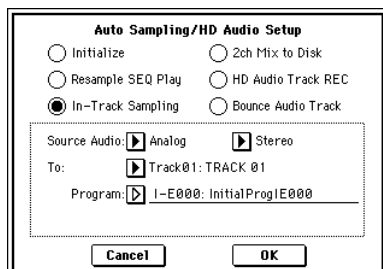 Auto Sampling/HD Audio Setup
Initialize
2ch Mix to Disk
Resample SEQ Play
HD Audio Track REC
In-Track Sampling
Bounce Audio Track
Source Audio: Analog Stereo
To: Track01: TRACK 01
Program: I-E000: InitialProgIE000
Cancel OK